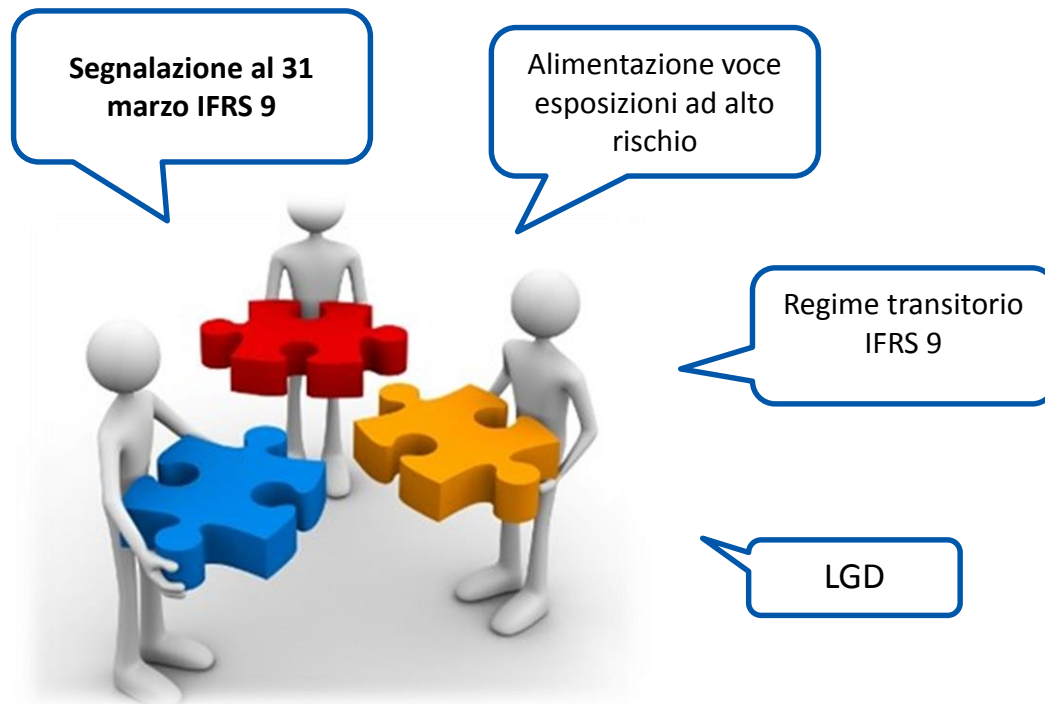 Segnalazione al 31
marzo IFRS 9
Alimentazione voce
esposizioni ad alto
rischio
Regime transitorio
IFRS 9
LGD